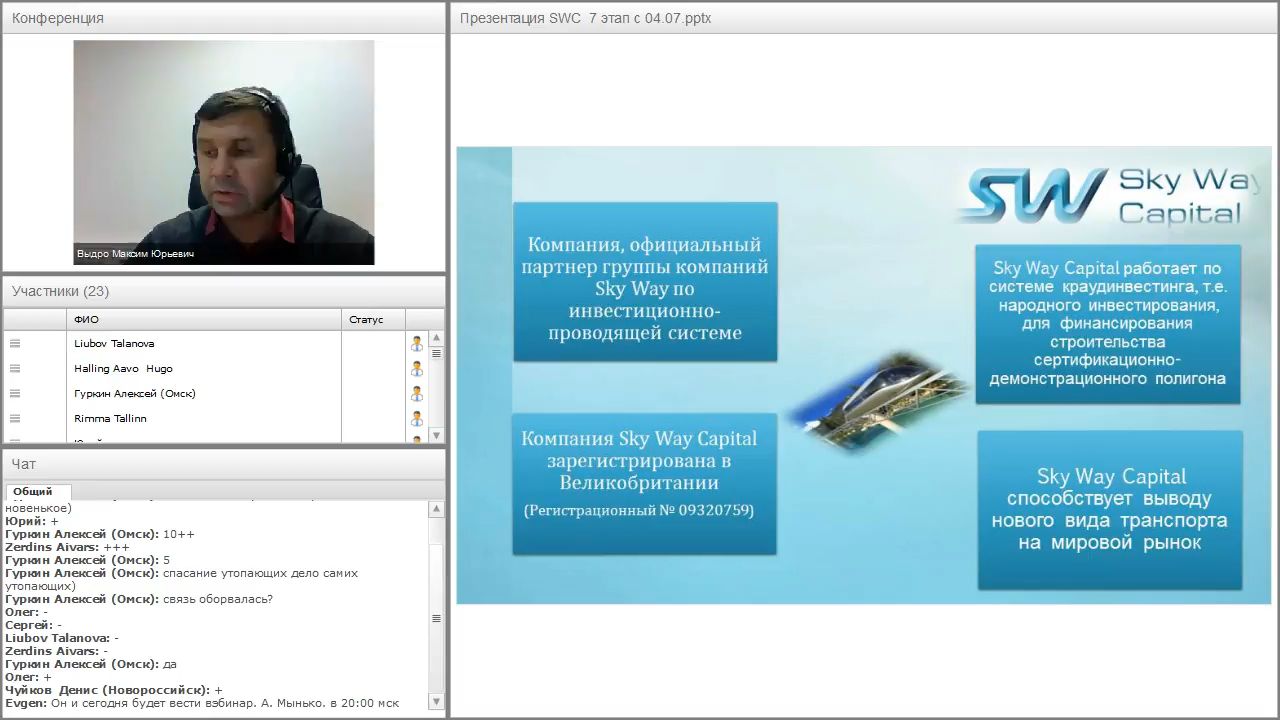 Конференция
Выдро Максим Юрьевич
Участники (23)
ФИО
Статус
Liubov Talanova
Halling Aavo Hugo
Гуркин Алексей (Омск)
Rimma Tallinn
Чат
Общий
новенькое)
Юрий: +
Гуркин Алексей (Омск): 10++
Zerdins Aivars: +++
Гуркин Алексей (Омск): 5
Гуркин Алексей (Омск): спасание утопающих дело самих
утопающих)
Гуркин Алексей (Омск): связь оборвалась?
Олег: -
Сергей: -
Liubov Talanova: -
Zerdins Aivars: -
Гуркин Алексей (Омск): да
Олег: +
Чуйков Денис (Новороссийск): +
Evgen: Он и сегодня будет вести вэбинар. А. Мынько. в 20:00 мск
Презентация SWC 7 этап с 04.07.pptx
SW Sky Way
Capital
Компания, официальный
партнер группы компаний
Sky Way по
инвестиционно-
проводящей системе
Sky Way Capital работает по
системе краудинвестинга, т.е.
народного инвестирования,
для финансирования
строительства
сертификационно-
демонстрационного полигона
Компания Sky Way Capital
зарегистрирована в
Великобритании
(Регистрационный № 09320759)
Sky Way Capital
способствует выводу
нового вида транспорта
на мировой рынок